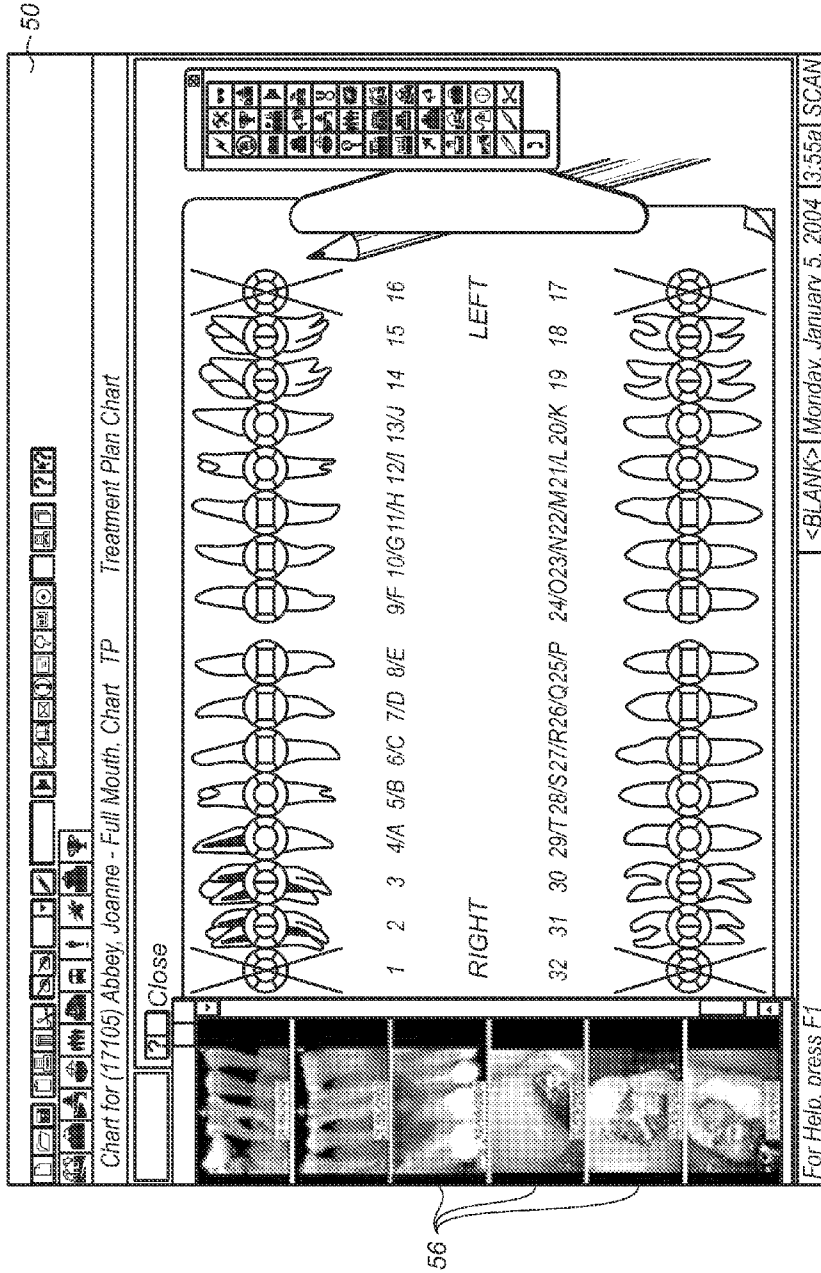 50
Chart for (17105) Abbey, Joanne - Full Mouth, Chart TP Treatment Plan Chart
? Close
1 2 3 4/A 5/B 6/C 7/D 8/E 9/F 10/G 11/H 12/I 13/J 14 15 16
RIGHT LEFT
32 31 30 29/T 28/S 27/R 26/Q 25/P 24/O 23/N 22/M 21/L 20/K 19 18 17
56
For Help, press F1 <BLANK> Monday, January 5, 2004 3:55a SCAN